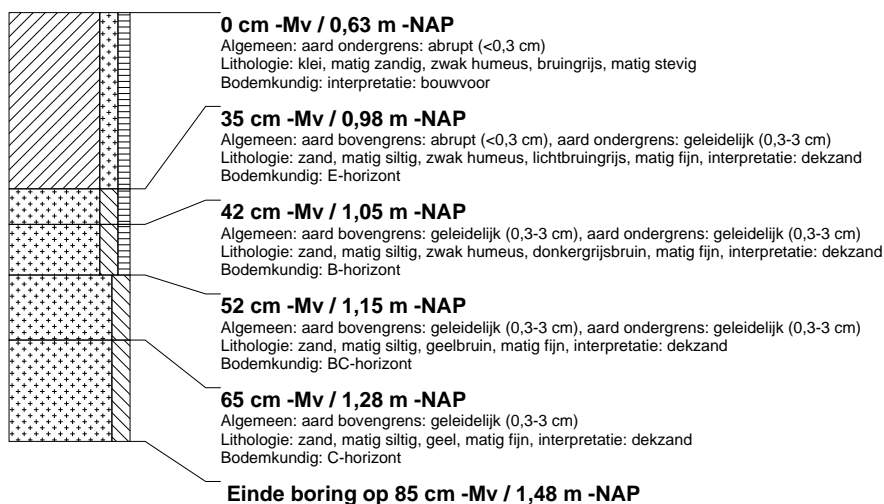 0 cm -Mv / 0,63 m -NAP
Algemeen: aard ondergrens: abrupt (<0,3 cm)
Lithologie: klei, matig zandig, zwak humeus, bruingrijs, matig stevig
Bodemkundig: interpretatie: bouwvoor
35 cm -Mv / 0,98 m -NAP
Algemeen: aard bovengrens: abrupt (<0,3 cm), aard ondergrens: geleidelijk (0,3-3 cm)
Lithologie: zand, matig siltig, zwak humeus, lichtbruingrijs, matig fijn, interpretatie: dekzand
Bodemkundig: E-horizont
42 cm -Mv / 1,05 m -NAP
Algemeen: aard bovengrens: geleidelijk (0,3-3 cm), aard ondergrens: geleidelijk (0,3-3 cm)
Lithologie: zand, matig siltig, zwak humeus, donkergrijsbruin, matig fijn, interpretatie: dekzand
Bodemkundig: B-horizont
52 cm -Mv / 1,15 m -NAP
Algemeen: aard bovengrens: geleidelijk (0,3-3 cm), aard ondergrens: geleidelijk (0,3-3 cm)
Lithologie: zand, matig siltig, geelbruin, matig fijn, interpretatie: dekzand
Bodemkundig: BC-horizont
65 cm -Mv / 1,28 m -NAP
Algemeen: aard bovengrens: geleidelijk (0,3-3 cm)
Lithologie: zand, matig siltig, geel, matig fijn, interpretatie: dekzand
Bodemkundig: C-horizont
Einde boring op 85 cm -Mv / 1,48 m -NAP